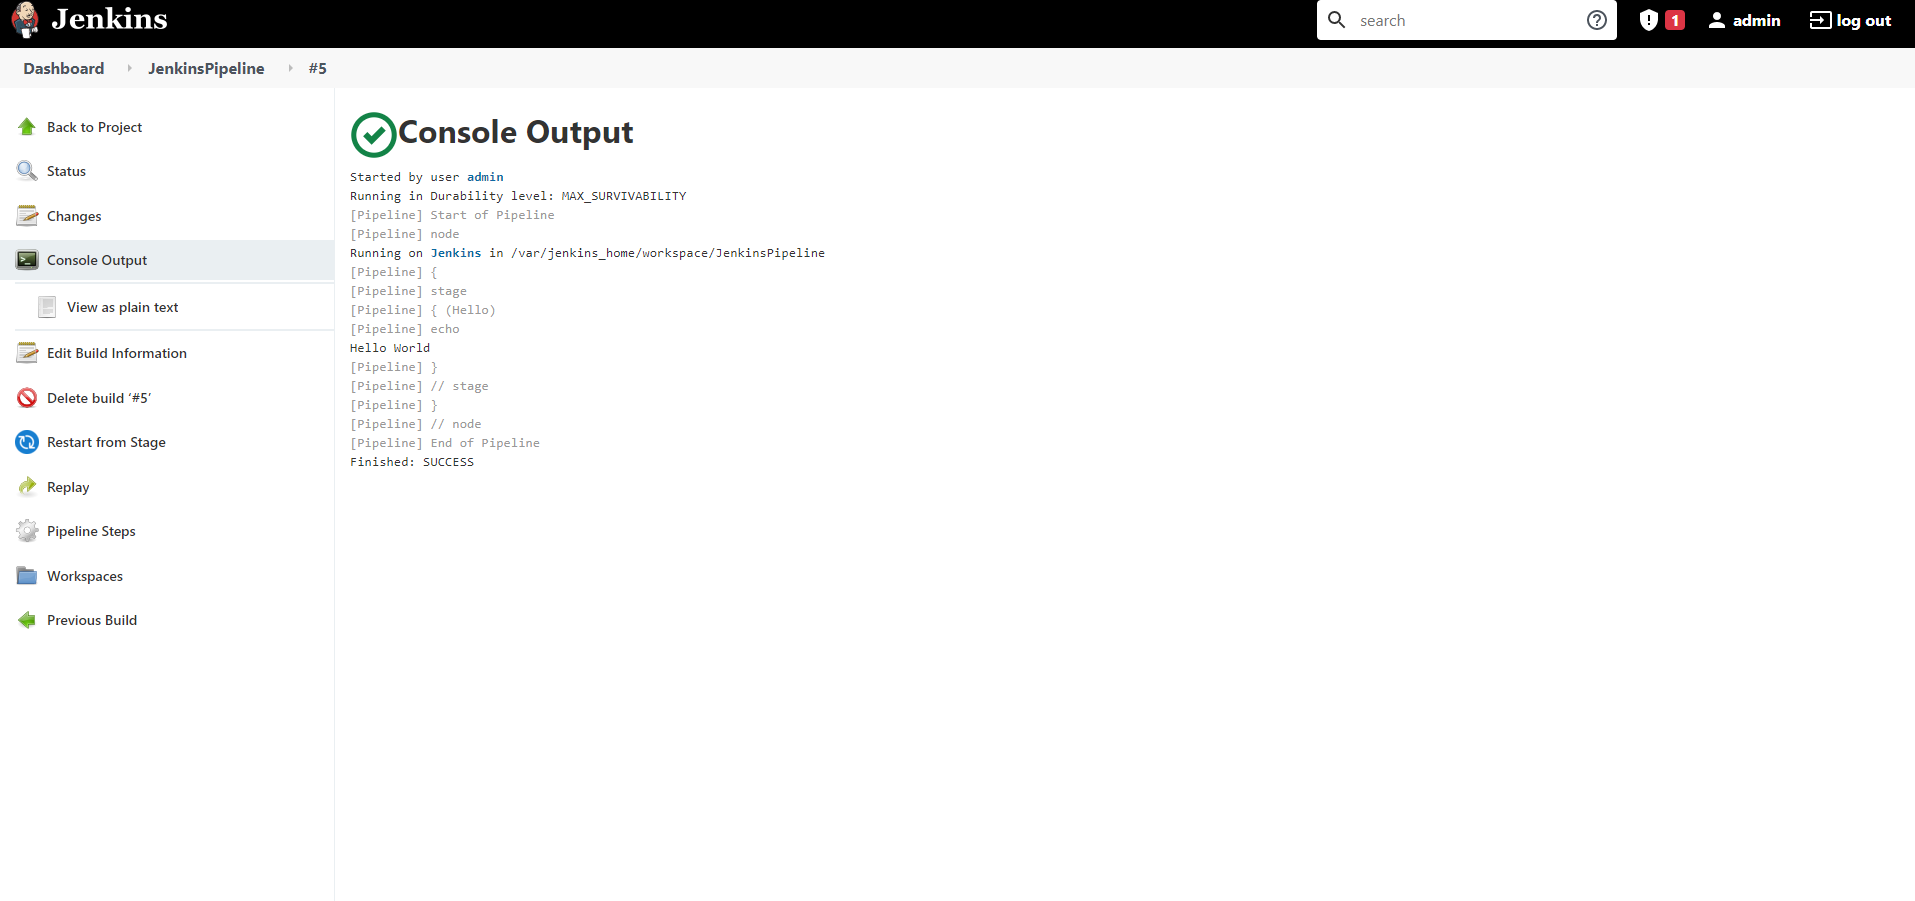 Jenkins
search
1
admin
log out
Dashboard
JenkinsPipeline
#5
Back to Project
Status
Changes
Console Output
View as plain text
Edit Build Information
Delete build ‘#5’
Restart from Stage
Replay
Pipeline Steps
Workspaces
Previous Build
Console Output
Started by user admin
Running in Durability level: MAX_SURVIVABILITY
[Pipeline] Start of Pipeline
[Pipeline] node
Running on Jenkins in /var/jenkins_home/workspace/JenkinsPipeline
[Pipeline] {
[Pipeline] stage
[Pipeline] { (Hello)
[Pipeline] echo
Hello World
[Pipeline] }
[Pipeline] // stage
[Pipeline] }
[Pipeline] // node
[Pipeline] End of Pipeline
Finished: SUCCESS